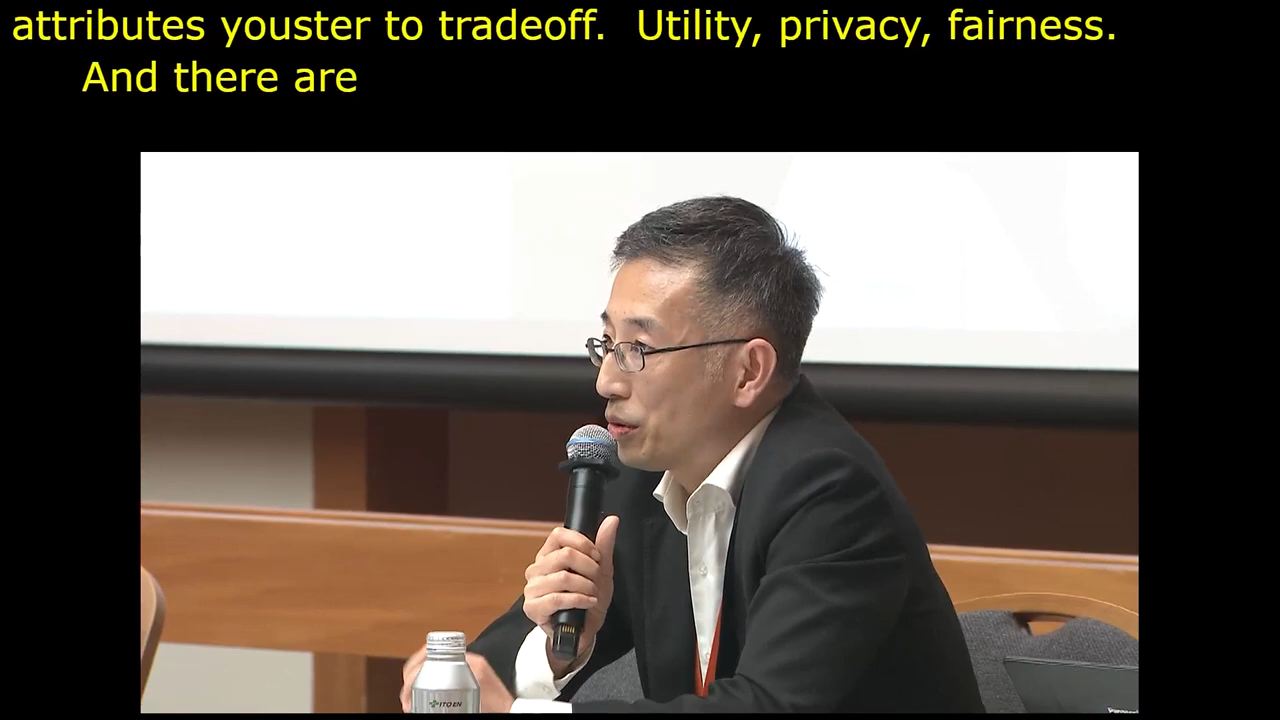 attributes youster to tradeoff.  Utility, privacy, fairness.
And there are
ITO EN